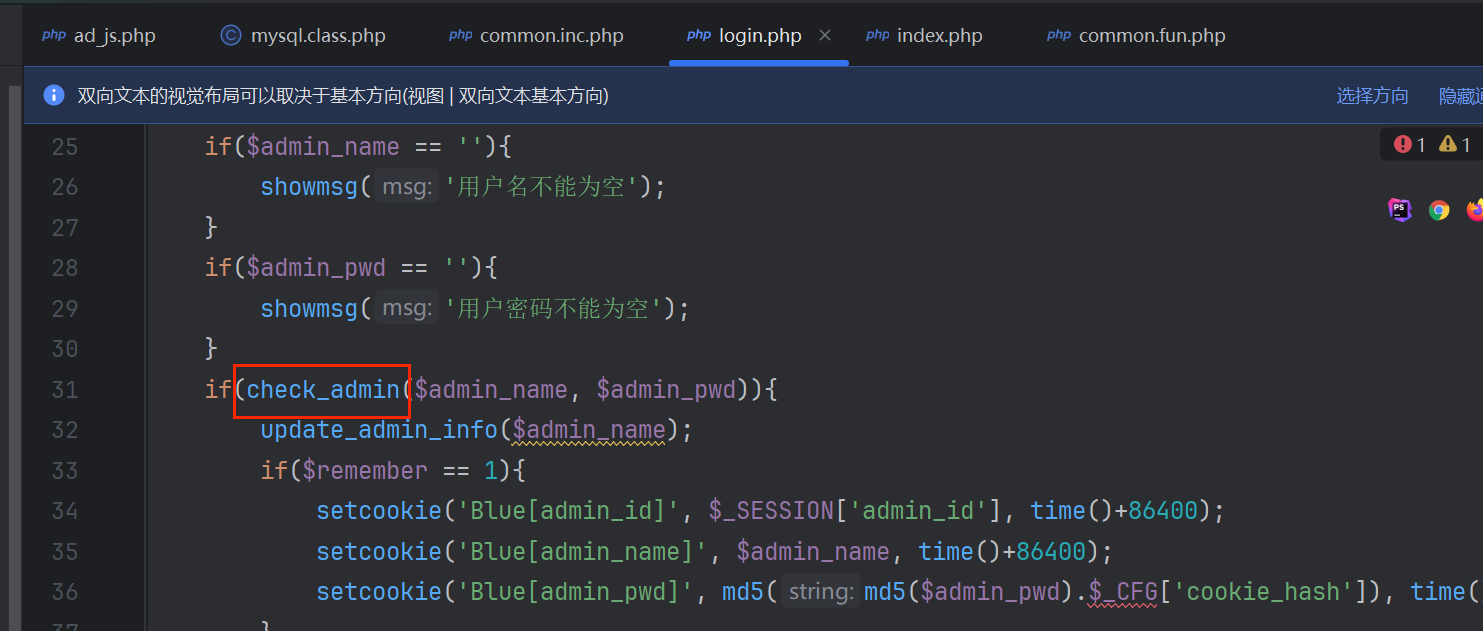 php ad_js.php C mysql.class.php php common.inc.php php login.php × php index.php php common.fun.php
双向文本的视觉布局可以取决于基本方向(视图 | 双向文本基本方向) 选择方向 隐藏
25 if($admin_name == ''){ 1 1
26 showmsg( msg: '用户名不能为空');
PS
27 }
28 if($admin_pwd == ''){
29 showmsg( msg: '用户密码不能为空');
30 }
31 if(check_admin($admin_name, $admin_pwd)){
32 update_admin_info($admin_name);
33 if($remember == 1){
34 setcookie('Blue[admin_id]', $_SESSION['admin_id'], time()+86400);
35 setcookie('Blue[admin_name]', $admin_name, time()+86400);
36 setcookie('Blue[admin_pwd]', md5( string: md5($admin_pwd).$_CFG['cookie_hash']), time(
37 }